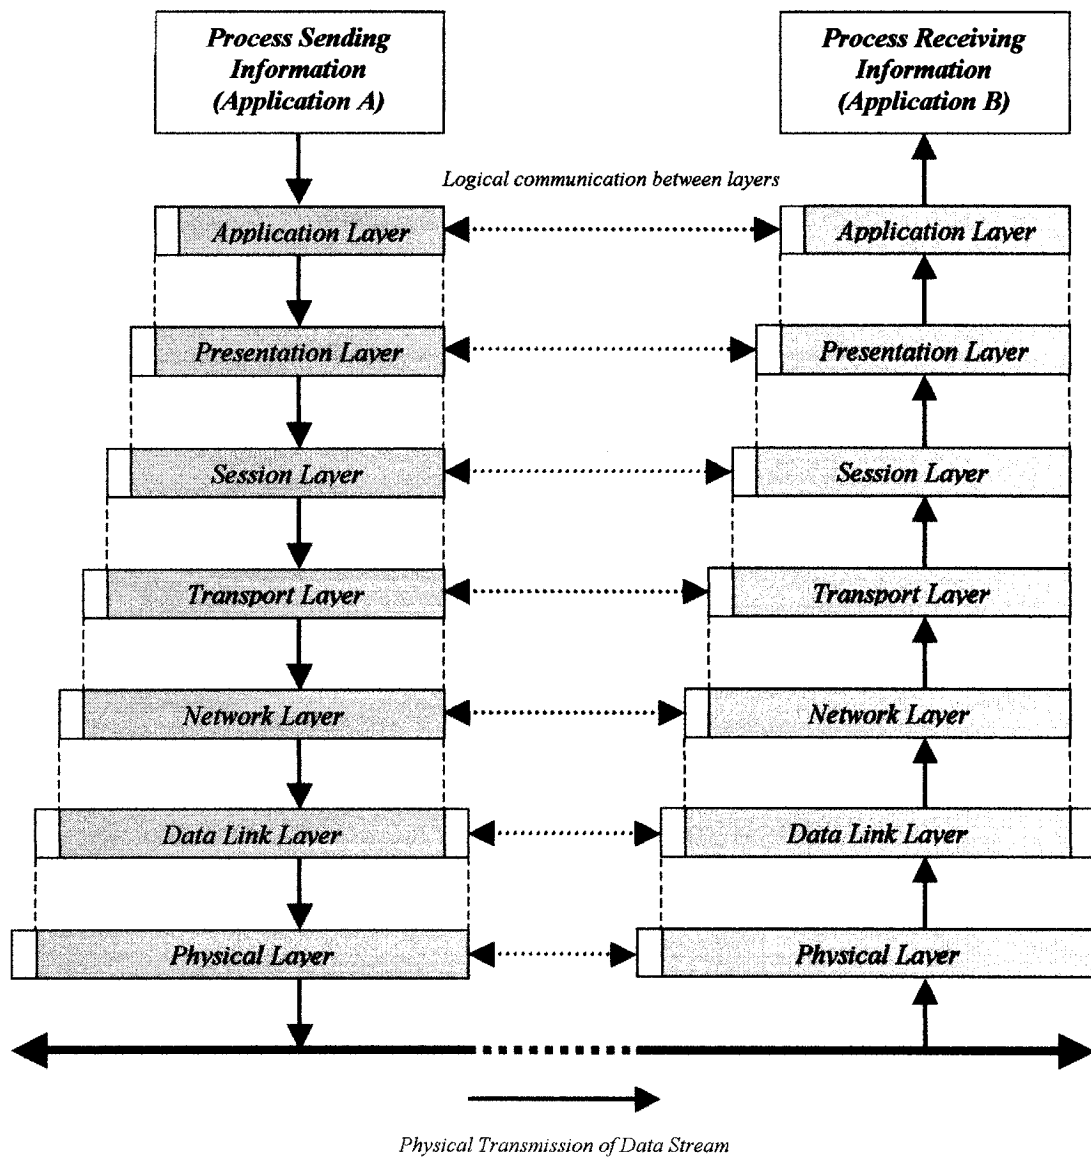 Process Sending
Information
(Application A)
Process Receiving
Information
(Application B)
Logical communication between layers
Application Layer
Application Layer
Presentation Layer
Presentation Layer
Session Layer
Session Layer
Transport Layer
Transport Layer
Network Layer
Network Layer
Data Link Layer
Data Link Layer
Physical Layer
Physical Layer
Physical Transmission of Data Stream